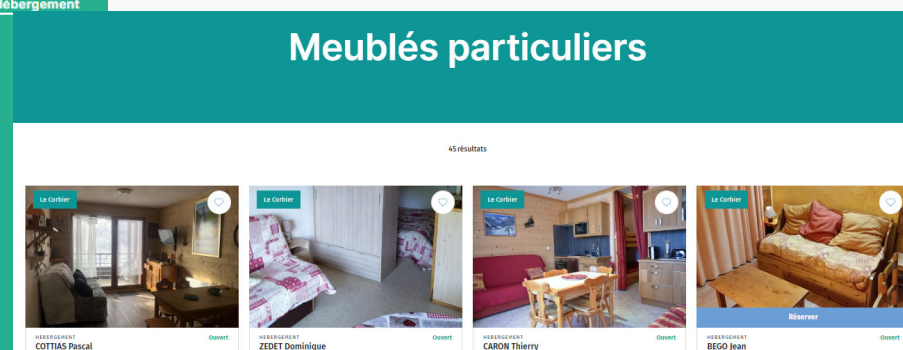 Hébergement
Meublés particuliers
45 résultats
Le Corbier
Le Corbier
Le Corbier
Le Corbier
Réserver
HEBERGEMENT
Ouvert
COTTIAS Pascal
HEBERGEMENT
Ouvert
ZEDET Dominique
HEBERGEMENT
Ouvert
CARON Thierry
HEBERGEMENT
Ouvert
BEGO Jean